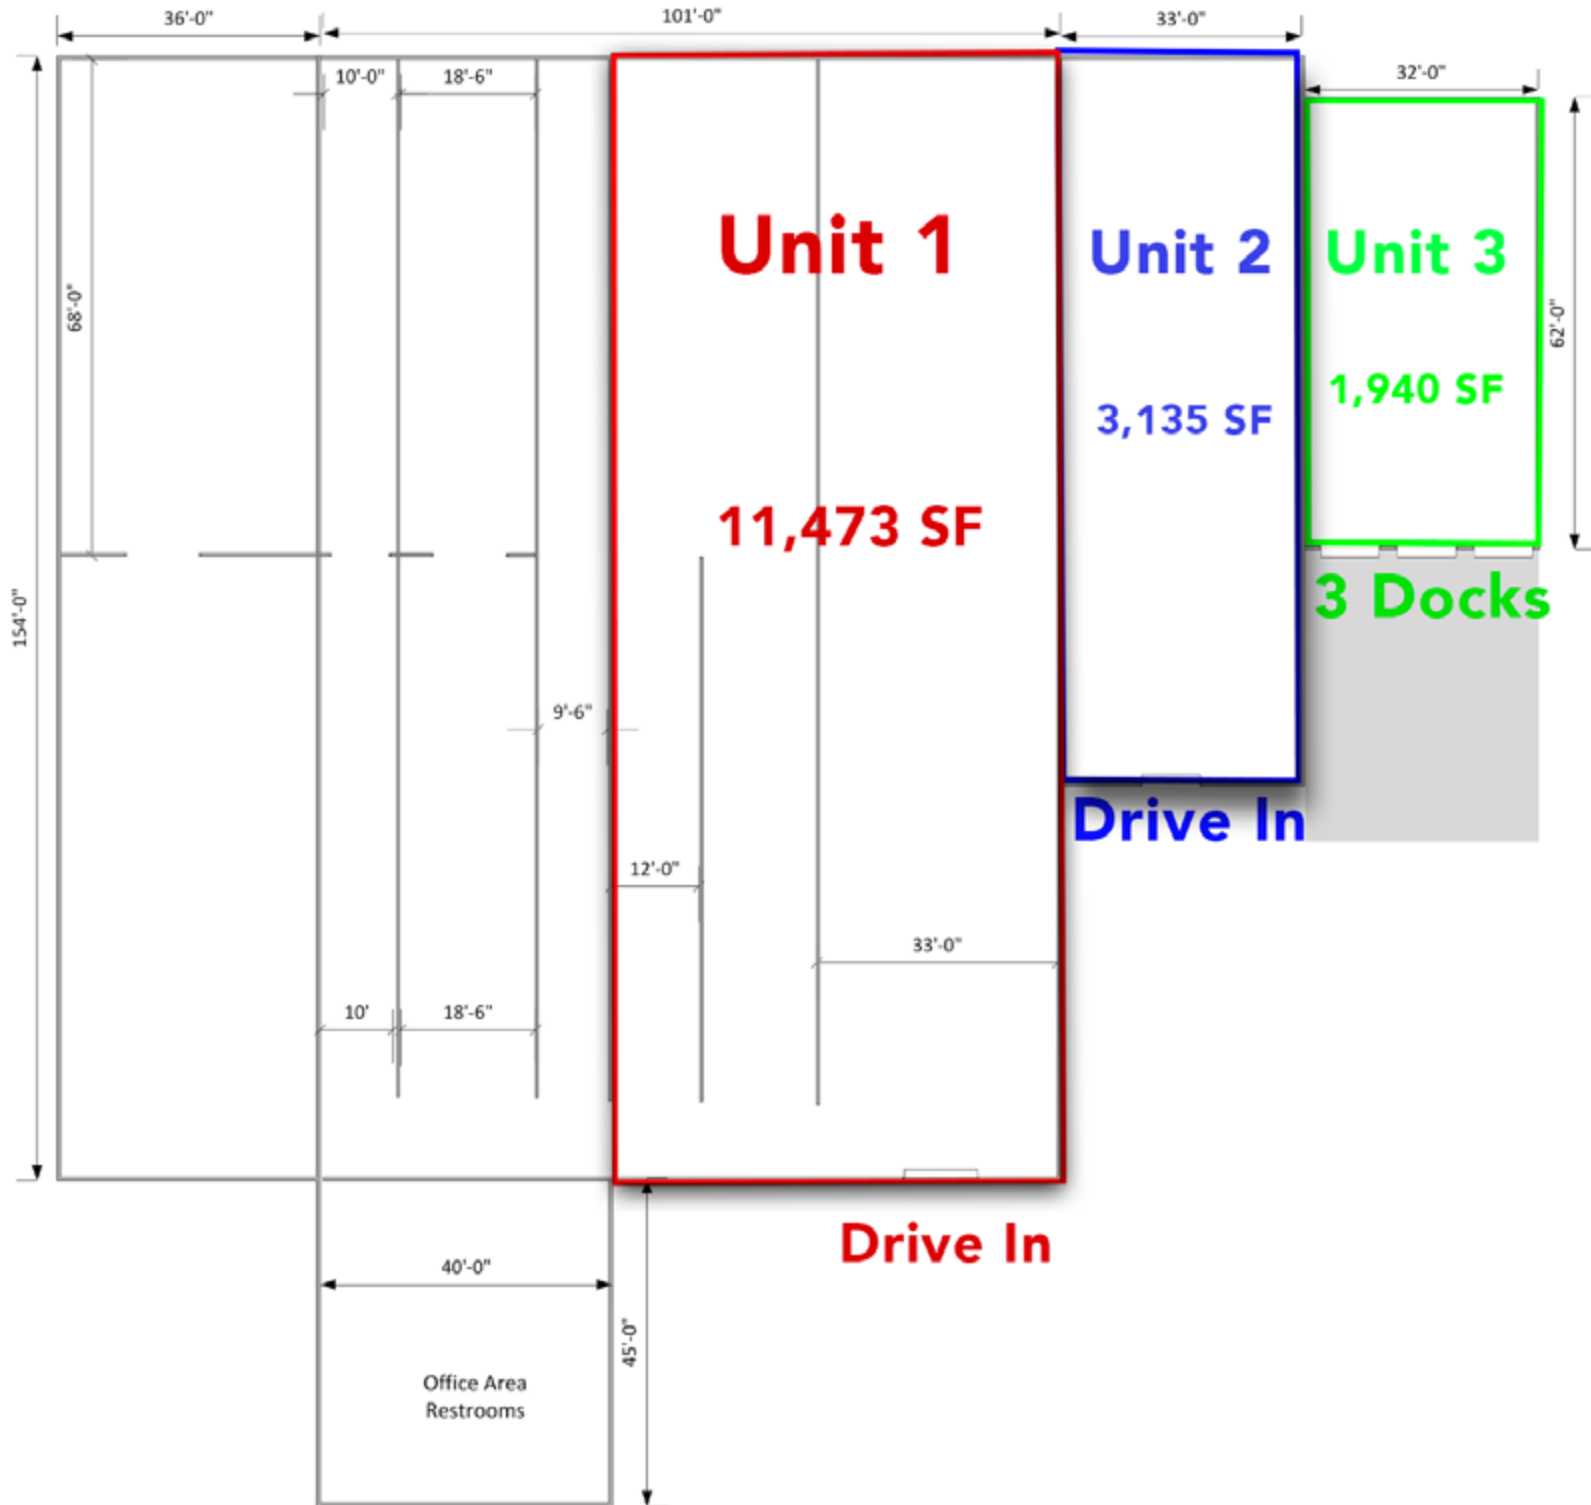 36'-0"
101'-0"
33'-0"
10'-0"
18'-6"
32'-0"
Unit 1
Unit 2
Unit 3
68'-0"
62'-0"
1,940 SF
3,135 SF
11,473 SF
3 Docks
154'-0"
9'-6"
Drive In
12'-0"
33'-0"
10'
18'-6"
Drive In
40'-0"
45'-0"
Office Area
Restrooms